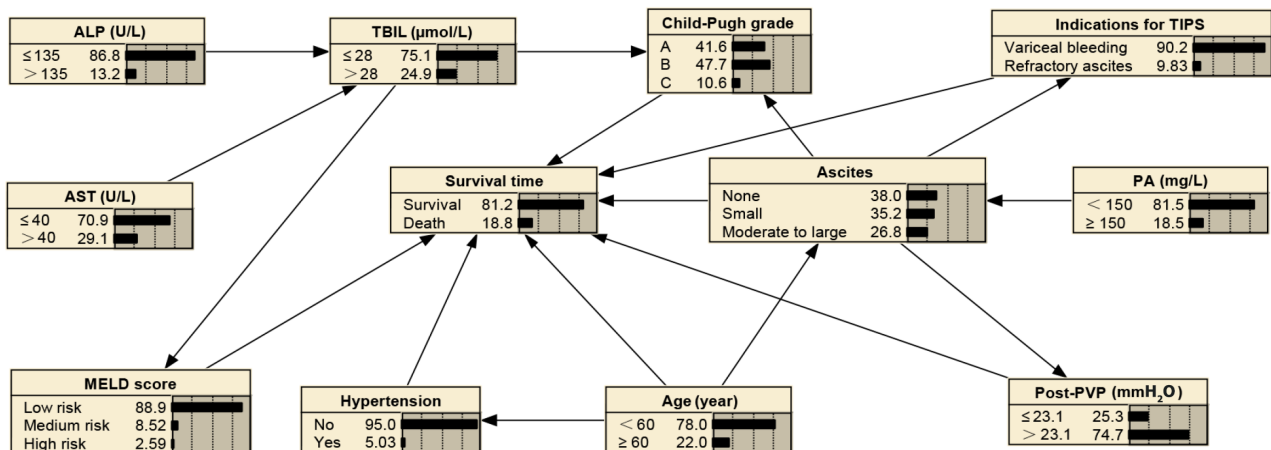 ALP (U/L)
≤135 86.8
>135 13.2
TBIL (μmol/L)
≤28 75.1
>28 24.9
Child-Pugh grade
A 41.6
B 47.7
C 10.6
Indications for TIPS
Variceal bleeding 90.2
Refractory ascites 9.83
AST (U/L)
≤40 70.9
>40 29.1
Survival time
Survival 81.2
Death 18.8
Ascites
None 38.0
Small 35.2
Moderate to large 26.8
PA (mg/L)
<150 81.5
≥150 18.5
MELD score
Low risk 88.9
Medium risk 8.52
High risk 2.59
Hypertension
No 95.0
Yes 5.03
Age (year)
<60 78.0
≥60 22.0
Post-PVP (mmH₂O)
≤23.1 25.3
>23.1 74.7